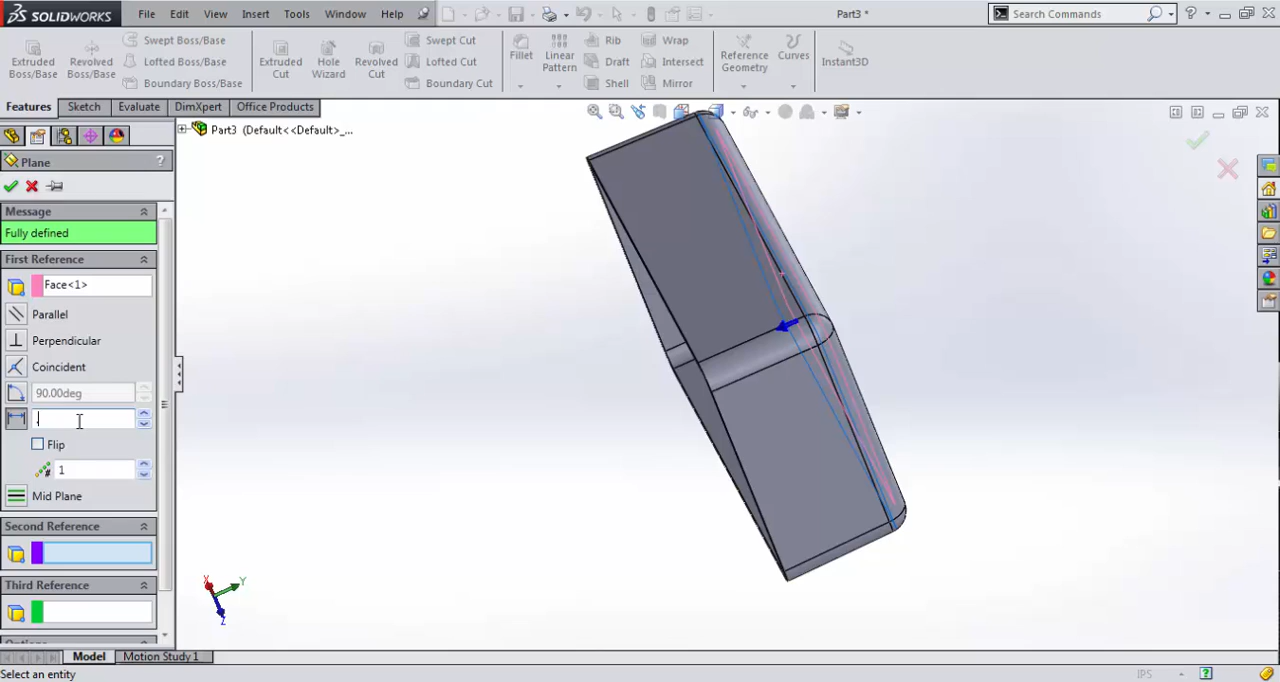 SOLIDWORKS File Edit View Insert Tools Window Help Part3 * Search Commands
Extruded Boss/Base Revolved Boss/Base Swept Boss/Base Lofted Boss/Base Boundary Boss/Base Extruded Cut Hole Wizard Revolved Cut Swept Cut Lofted Cut Boundary Cut Fillet Linear Pattern Rib Draft Shell Wrap Intersect Mirror Reference Geometry Curves Instant3D
Features Sketch Evaluate DimXpert Office Products
Part3 (Default<<Default>_...
Plane ?
Message
Fully defined
First Reference
Face<1>
Parallel
Perpendicular
Coincident
90.00deg
.
Flip
1
Mid Plane
Second Reference
Third Reference
Options
X Y Z
Model Motion Study 1
Select an entity IPS